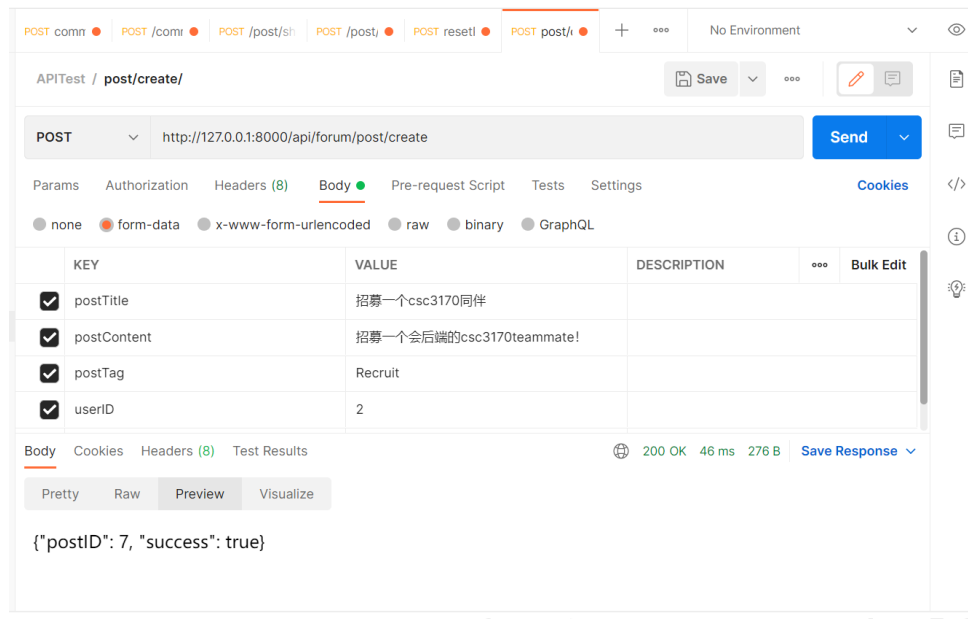 POST comm POST /comr POST /post/sh POST /post/ POST resetl POST post/ No Environment
APITest / post/create/ Save
POST http://127.0.0.1:8000/api/forum/post/create Send
Params Authorization Headers (8) Body Pre-request Script Tests Settings Cookies
none form-data x-www-form-urlencoded raw binary GraphQL
KEY VALUE DESCRIPTION Bulk Edit
postTitle 招募一个csc3170同伴
postContent 招募一个会后端的csc3170teammate!
postTag Recruit
userID 2
Body Cookies Headers (8) Test Results 200 OK 46 ms 276 B Save Response
Pretty Raw Preview Visualize
{"postID": 7, "success": true}